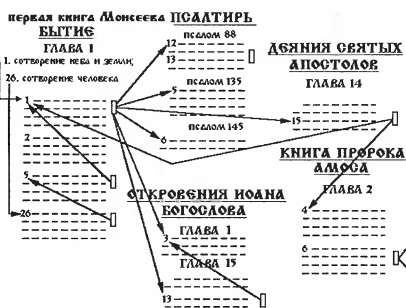 первая книга Моисеева
БЫТИЕ
ГЛАВА 1
1. сотворение неба и земли;
26. сотворение человека
1
2
5
26
ПСАЛТИРЬ
псалом 88
12
13
псалом 135
5
псалом 145
6
ДЕЯНИЯ СВЯТЫХ
АПОСТОЛОВ
ГЛАВА 14
15
КНИГА ПРОРОКА
АМОСА
ГЛАВА 2
4
6
ОТКРОВЕНИЯ ИОАНА
БОГОСЛОВА
ГЛАВА 1
3
ГЛАВА 15
13